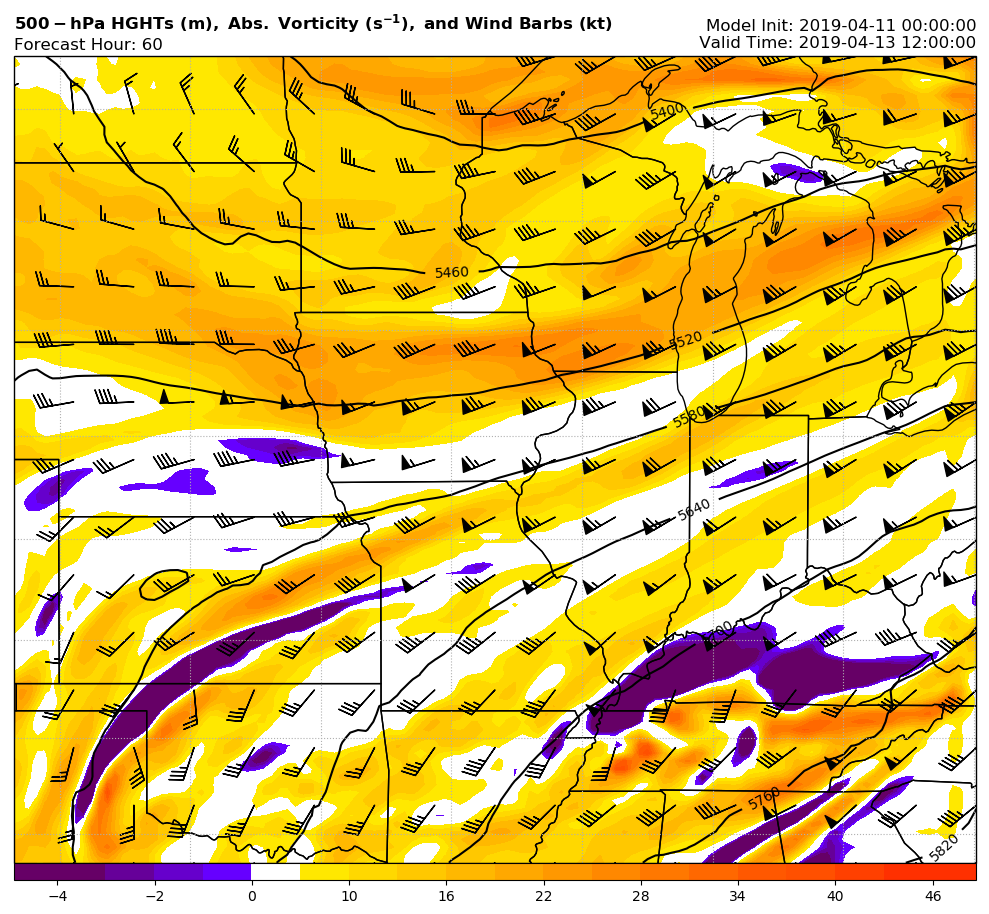 500−hPa HGHTs (m), Abs. Vorticity (s⁻¹), and Wind Barbs (kt)
Model Init: 2019-04-11 00:00:00
Forecast Hour: 60
Valid Time: 2019-04-13 12:00:00
5400
5460
5520
5580
5640
5700
5760
5820
−4 −2 0 10 16 22 28 34 40 46